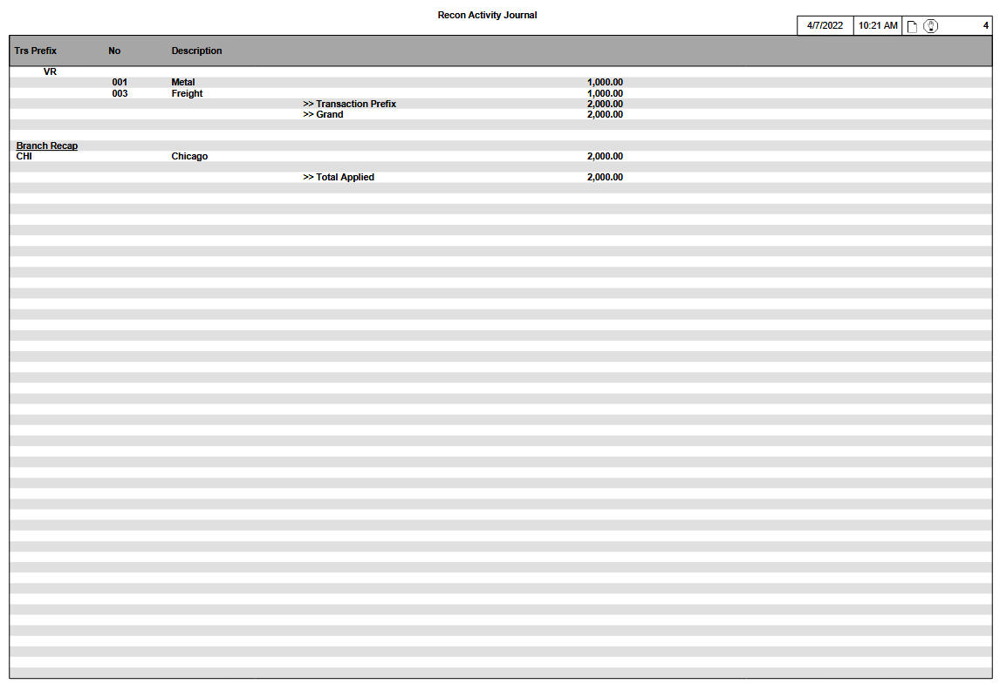 Recon Activity Journal
4/7/2022 10:21 AM 4
Trs Prefix No Description
VR
001 Metal 1,000.00
003 Freight 1,000.00
>> Transaction Prefix 2,000.00
>> Grand 2,000.00
Branch Recap
CHI Chicago 2,000.00
>> Total Applied 2,000.00